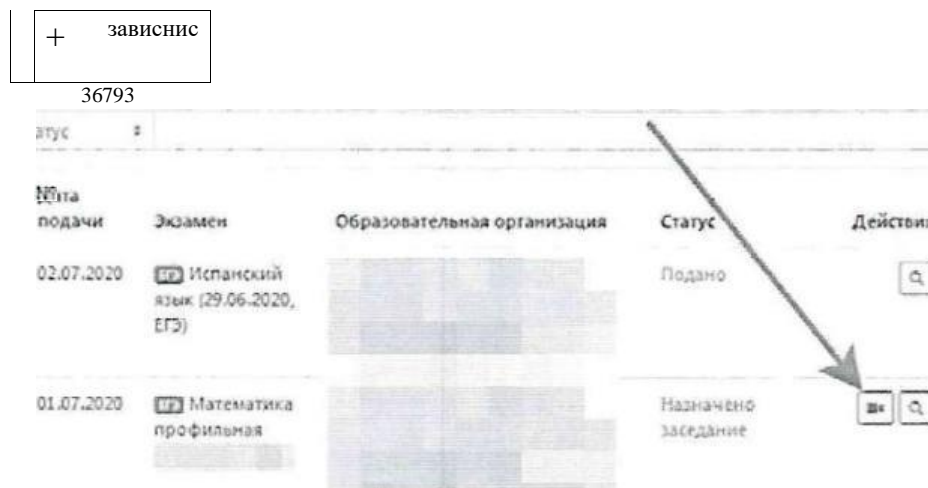 + зависнис
36793
атус
подачи Экзамен Образовательная организация Статус Действия
02.07.2020 Испанский Подано
язык (29.06.2020,
ЕГЭ)
01.07.2020 Математика Назначено
профильная заседание